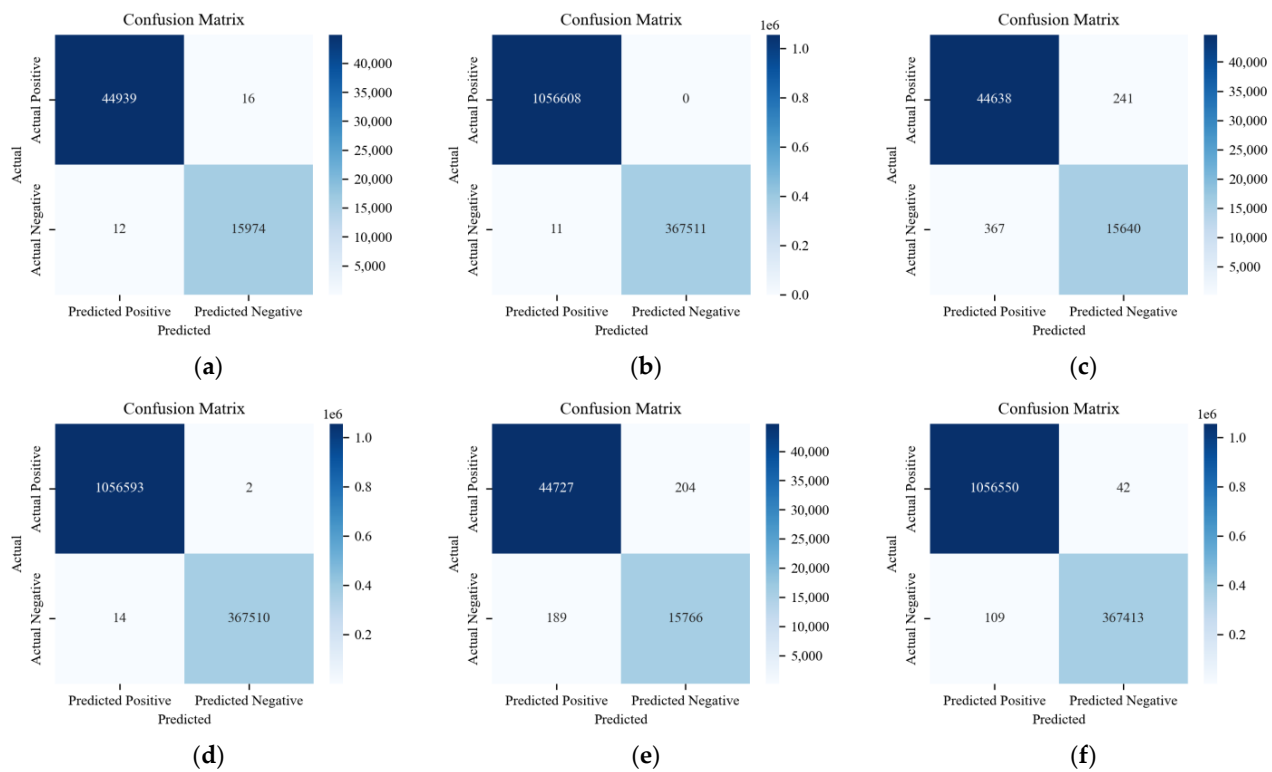 Confusion Matrix
Actual
Actual Positive
Actual Negative
44939
16
12
15974
Predicted Positive
Predicted Negative
Predicted
40,000
35,000
30,000
25,000
20,000
15,000
10,000
5,000
(a)
Confusion Matrix
Actual
Actual Positive
Actual Negative
1056608
0
11
367511
Predicted Positive
Predicted Negative
Predicted
1e6
1.0
0.8
0.6
0.4
0.2
0.0
(b)
Confusion Matrix
Actual
Actual Positive
Actual Negative
44638
241
367
15640
Predicted Positive
Predicted Negative
Predicted
40,000
35,000
30,000
25,000
20,000
15,000
10,000
5,000
(c)
Confusion Matrix
Actual
Actual Positive
Actual Negative
1056593
2
14
367510
Predicted Positive
Predicted Negative
Predicted
1e6
1.0
0.8
0.6
0.4
0.2
(d)
Confusion Matrix
Actual
Actual Positive
Actual Negative
44727
204
189
15766
Predicted Positive
Predicted Negative
Predicted
40,000
35,000
30,000
25,000
20,000
15,000
10,000
5,000
(e)
Confusion Matrix
Actual
Actual Positive
Actual Negative
1056550
42
109
367413
Predicted Positive
Predicted Negative
Predicted
1e6
1.0
0.8
0.6
0.4
0.2
(f)